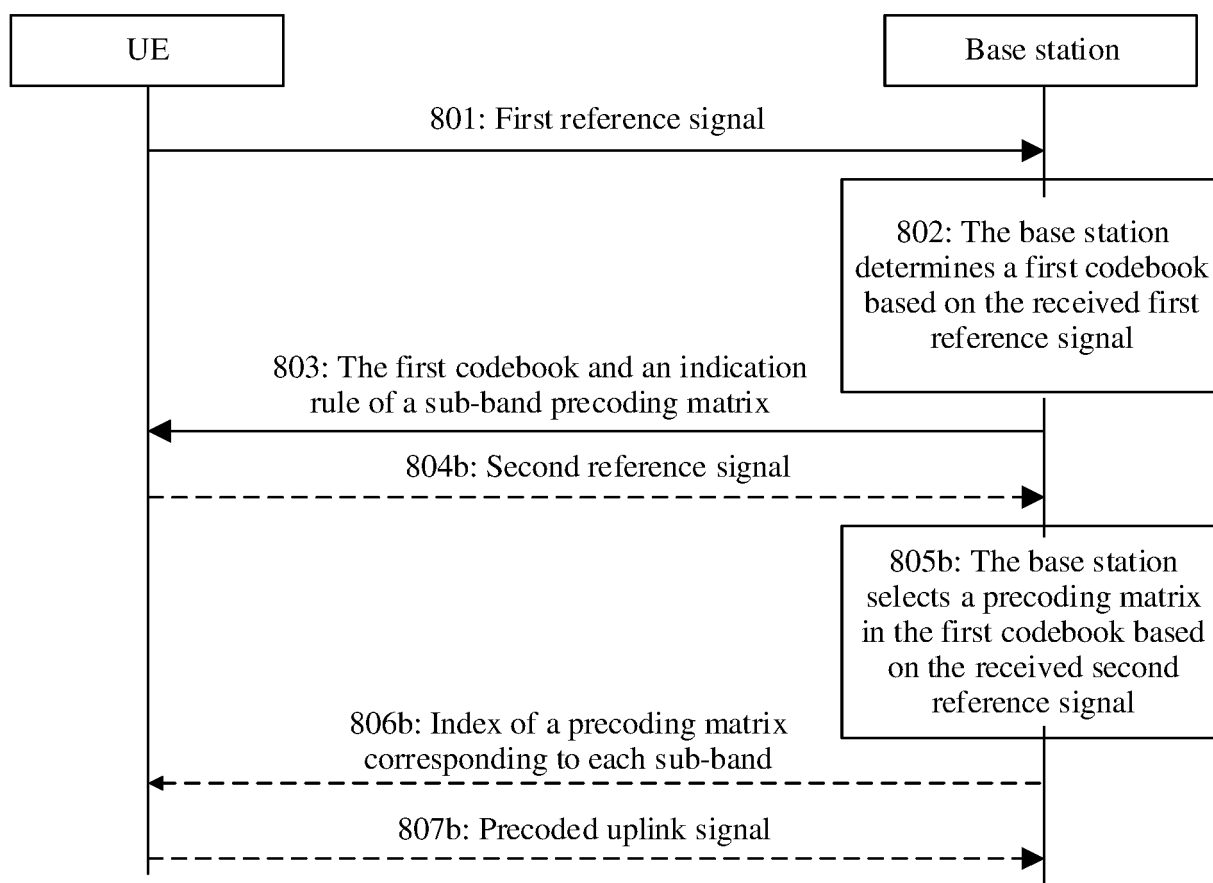 UE
Base station
801: First reference signal
802: The base station
determines a first codebook
based on the received first
reference signal
803: The first codebook and an indication
rule of a sub-band precoding matrix
804b: Second reference signal
805b: The base station
selects a precoding matrix
in the first codebook based
on the received second
reference signal
806b: Index of a precoding matrix
corresponding to each sub-band
807b: Precoded uplink signal